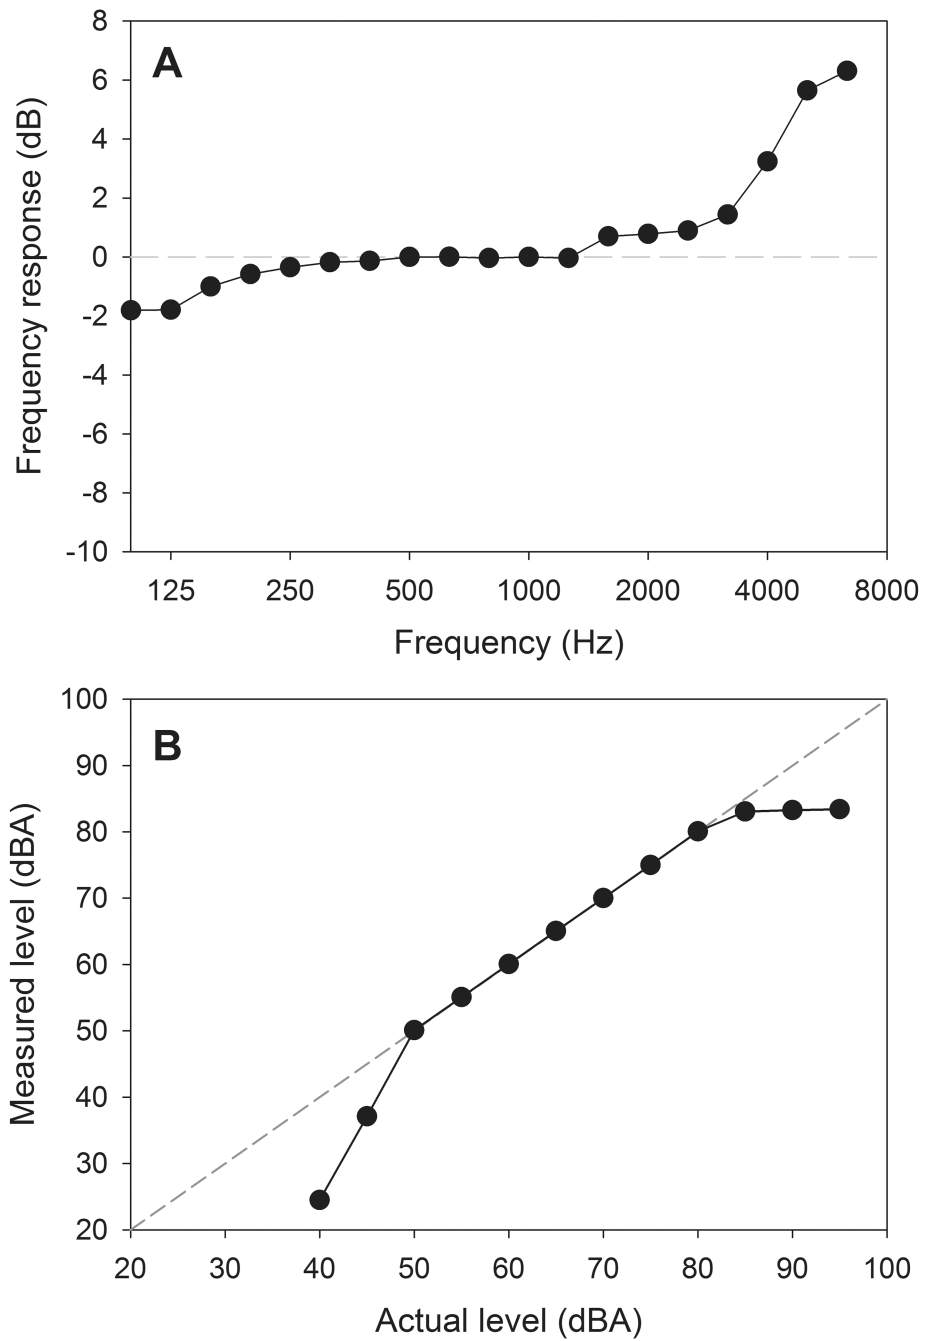 A
Frequency response (dB)
8
6
4
2
0
-2
-4
-6
-8
-10
125 250 500 1000 2000 4000 8000
Frequency (Hz)
B
Measured level (dBA)
100
90
80
70
60
50
40
30
20
20 30 40 50 60 70 80 90 100
Actual level (dBA)